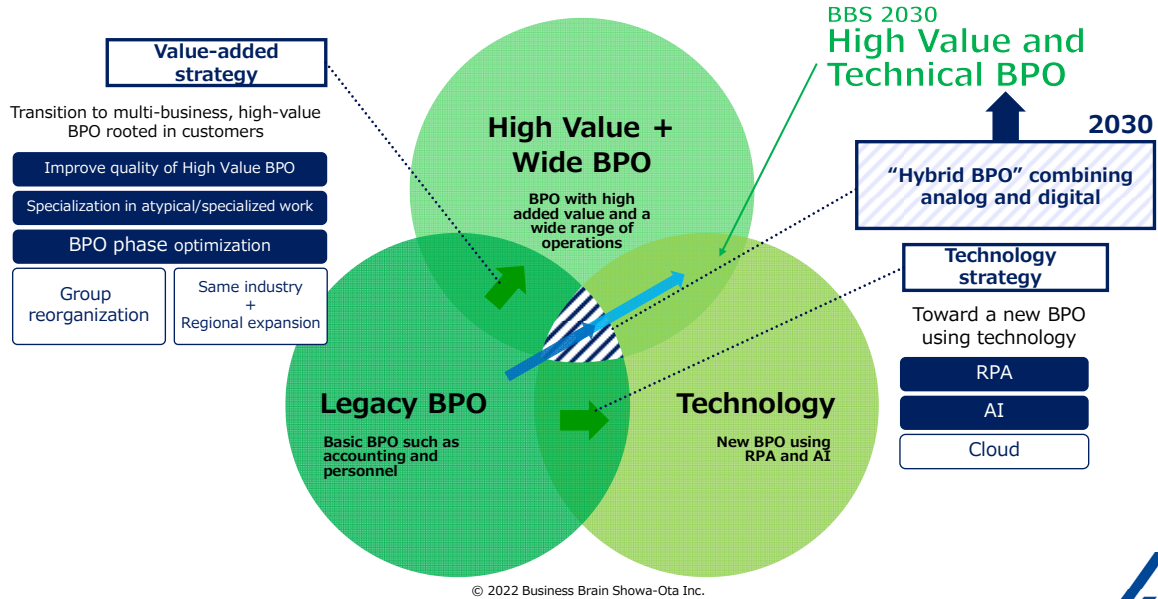 Value-added
strategy
Transition to multi-business, high-value
BPO rooted in customers
Improve quality of High Value BPO
Specialization in atypical/specialized work
BPO phase optimization
Group
reorganization
Same industry
+
Regional expansion
High Value +
Wide BPO
BPO with high
added value and a
wide range of
operations
Legacy BPO
Basic BPO such as
accounting and
personnel
Technology
New BPO using
RPA and AI
BBS 2030
High Value and
Technical BPO
2030
“Hybrid BPO” combining
analog and digital
Technology
strategy
Toward a new BPO
using technology
RPA
AI
Cloud
© 2022 Business Brain Showa-Ota Inc.